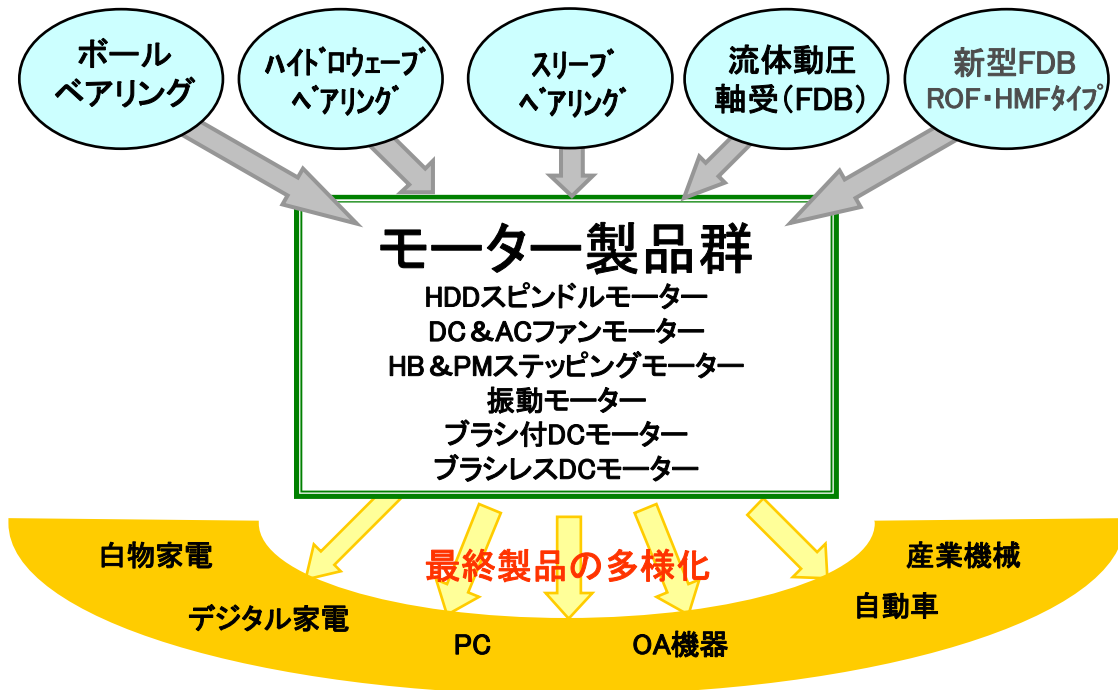 ボール
ベアリング
ハイドロウェーブ
ベアリング
スリーブ
ベアリング
流体動圧
軸受(FDB)
新型FDB
ROF・HMFタイプ
モーター製品群
HDDスピンドルモーター
DC&ACファンモーター
HB&PMステッピングモーター
振動モーター
ブラシ付DCモーター
ブラシレスDCモーター
最終製品の多様化
白物家電
デジタル家電
PC
OA機器
自動車
産業機械